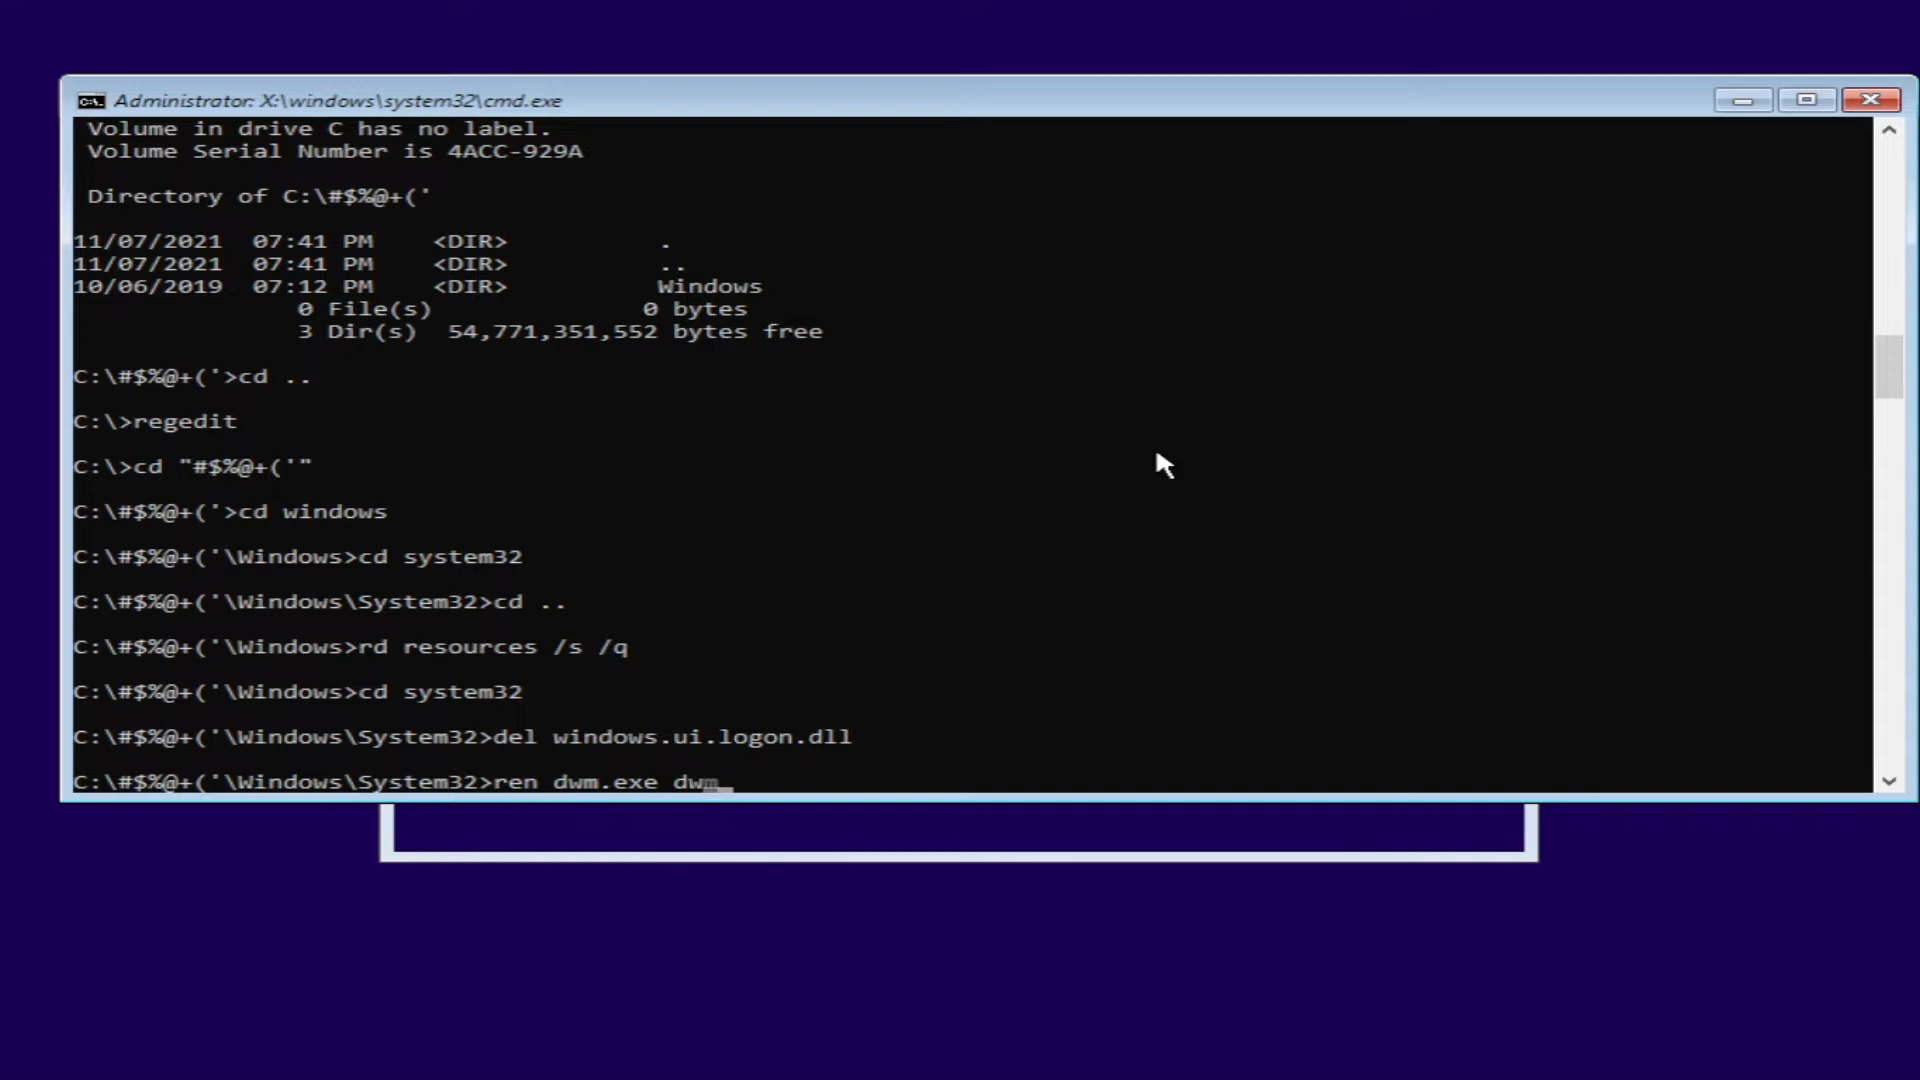 Administrator: X:\windows\system32\cmd.exe
Volume in drive C has no label.
Volume Serial Number is 4ACC-929A
Directory of C:\#$%@+('
11/07/2021  07:41 PM    <DIR>          .
11/07/2021  07:41 PM    <DIR>          ..
10/06/2019  07:12 PM    <DIR>          Windows
0 File(s)              0 bytes
3 Dir(s)  54,771,351,552 bytes free
C:\#$%@+('>cd ..
C:\>regedit
C:\>cd "#$%@+('"
C:\#$%@+('>cd windows
C:\#$%@+('\Windows>cd system32
C:\#$%@+('\Windows\System32>cd ..
C:\#$%@+('\Windows>rd resources /s /q
C:\#$%@+('\Windows>cd system32
C:\#$%@+('\Windows\System32>del windows.ui.logon.dll
C:\#$%@+('\Windows\System32>ren dwm.exe dwm_